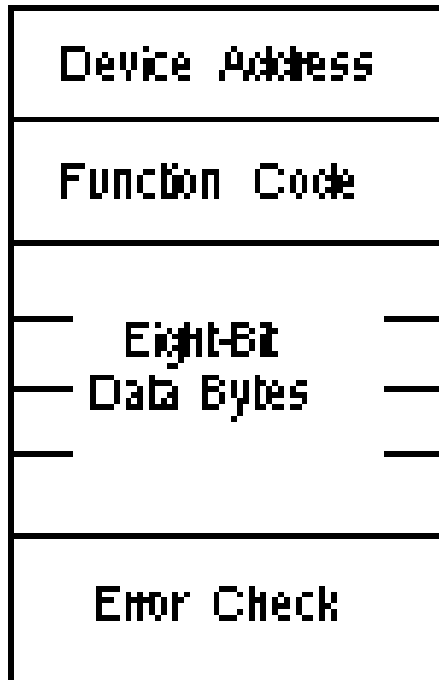 Device Address
Function Code
Eight-Bit
Data Bytes
Error Check